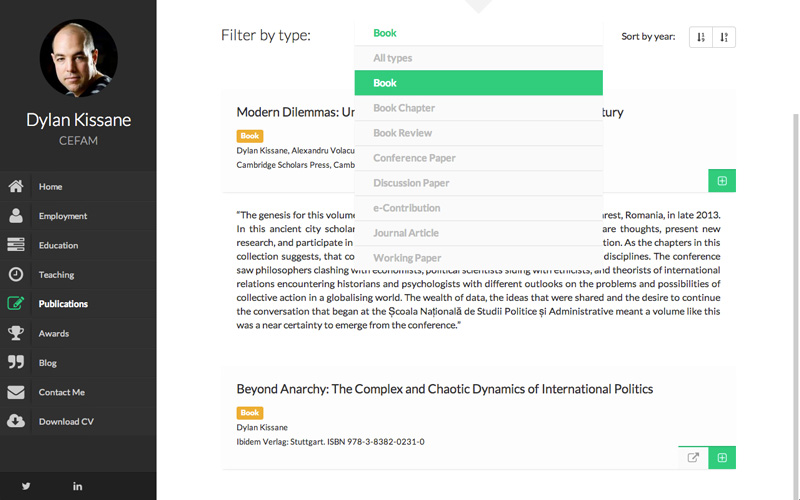 Dylan Kissane
CEFAM
Home
Employment
Education
Teaching
Publications
Awards
Blog
Contact Me
Download CV
Filter by type:
Book
All types
Book
Book Chapter
Book Review
Conference Paper
Discussion Paper
e-Contribution
Journal Article
Working Paper
Sort by year:
Modern Dilemmas: Un tury
Book
Dylan Kissane, Alexandru Volacu
Cambridge Scholars Press, Camb
"The genesis for this volume arest, Romania, in late 2013.
In this ancient city scholar are thoughts, present new
research, and participate in tion. As the chapters in this
collection suggests, that co disciplines. The conference
saw philosophers clashing with economists, political scientists siding with ethicists, and theorists of international
relations encountering historians and psychologists with different outlooks on the problems and possibilities of
collective action in a globalising world. The wealth of data, the ideas that were shared and the desire to continue
the conversation that began at the Școala Națională de Studii Politice și Administrative meant a volume like this
was a near certainty to emerge from the conference."
Beyond Anarchy: The Complex and Chaotic Dynamics of International Politics
Book
Dylan Kissane
Ibidem Verlag: Stuttgart. ISBN 978-3-8382-0231-0